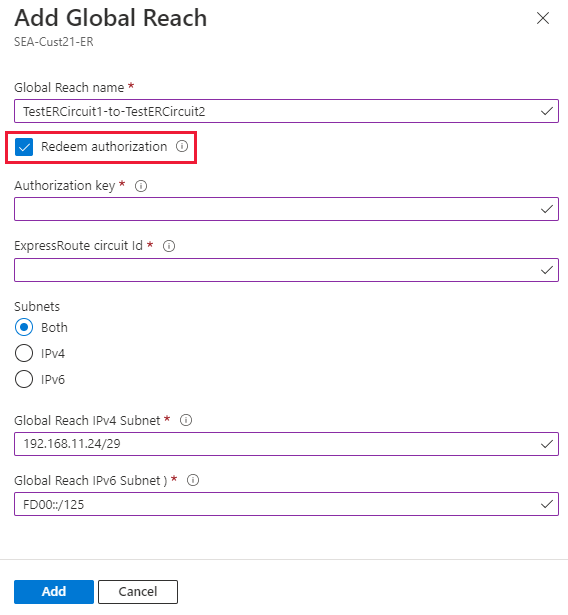 Add Global Reach
SEA-Cust21-ER
Global Reach name *
TestERCircuit1-to-TestERCircuit2
Redeem authorization
Authorization key *
ExpressRoute circuit Id *
Subnets
Both
IPv4
IPv6
Global Reach IPv4 Subnet *
192.168.11.24/29
Global Reach IPv6 Subnet ) *
FD00::/125
Add Cancel